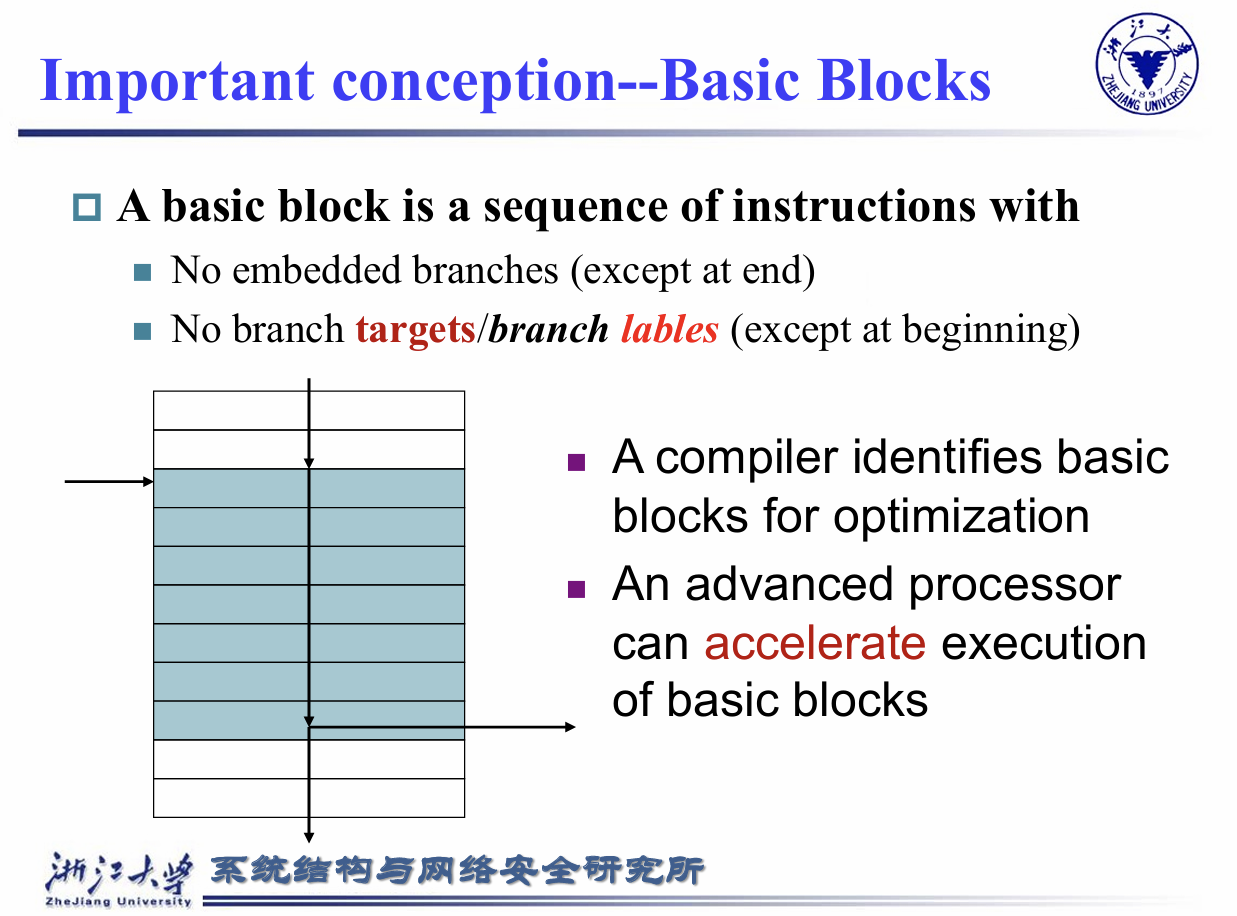 Important conception--Basic Blocks
浙江大学
ZHEJIANG UNIVERSITY
1897
A basic block is a sequence of instructions with
No embedded branches (except at end)
No branch targets/branch lables (except at beginning)
A compiler identifies basic
blocks for optimization
An advanced processor
can accelerate execution
of basic blocks
浙江大学
ZheJiang University
系统结构与网络安全研究所